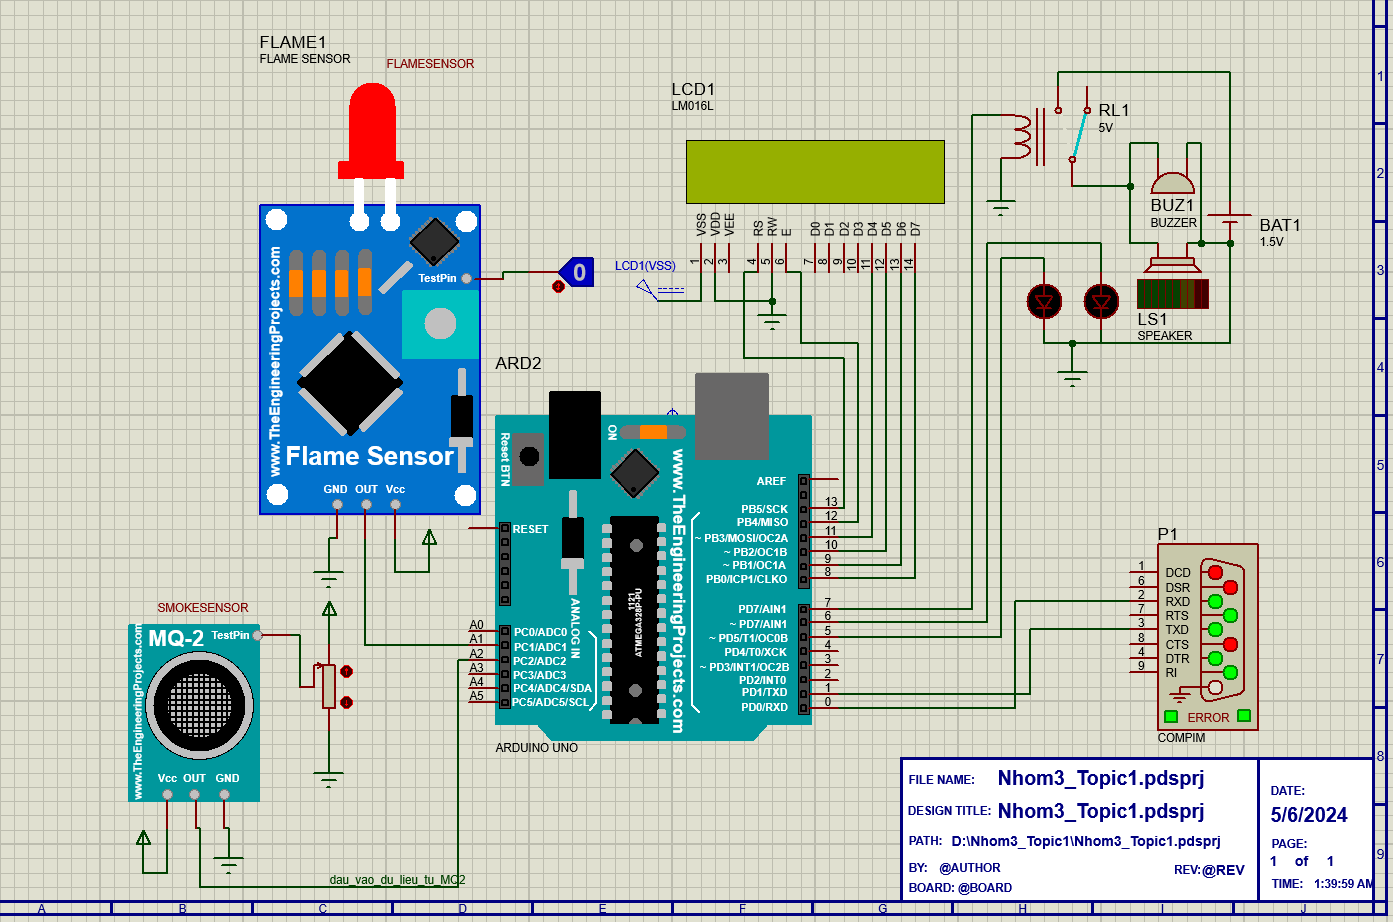 FLAME1
FLAME SENSOR
FLAMESENSOR
www.TheEngineeringProjects.com
TestPin
0
Flame Sensor
GND OUT Vcc
LCD1
LM016L
VSS VDD VEE RS RW E D0 D1 D2 D3 D4 D5 D6 D7
1 2 3 4 5 6 7 8 9 10 11 12 13 14
LCD1(VSS)
RL1
5V
BUZ1
BUZZER
BAT1
1.5V
LS1
SPEAKER
ARD2
Reset BTN
ON
www.TheEngineeringProjects.com
1121
ATMEGA328P-PU
ANALOG IN
RESET
AREF
PB5/SCK 13
PB4/MISO 12
~ PB3/MOSI/OC2A 11
~ PB2/OC1B 10
~ PB1/OC1A 9
PB0/ICP1/CLKO 8
PD7/AIN1 7
~ PD7/AIN1 6
~ PD5/T1/OC0B 5
PD4/T0/XCK 4
~ PD3/INT1/OC2B 3
PD2/INT0 2
PD1/TXD 1
PD0/RXD 0
A0 PC0/ADC0
A1 PC1/ADC1
A2 PC2/ADC2
A3 PC3/ADC3
A4 PC4/ADC4/SDA
A5 PC5/ADC5/SCL
ARDUINO UNO
SMOKESENSOR
MQ-2
TestPin
www.TheEngineeringProjects.com
Vcc OUT GND
dau_vao_du_lieu_tu_MQ2
P1
1 DCD
6 DSR
2 RXD
7 RTS
3 TXD
8 CTS
4 DTR
9 RI
ERROR
COMPIM
FILE NAME: Nhom3_Topic1.pdsprj
DESIGN TITLE: Nhom3_Topic1.pdsprj
PATH: D:\Nhom3_Topic1\Nhom3_Topic1.pdsprj
BY: @AUTHOR
REV:@REV
BOARD: @BOARD
DATE:
5/6/2024
PAGE:
1 of 1
TIME: 1:39:59 AM
1
2
3
4
5
6
7
8
9
A B C D E F G H I J